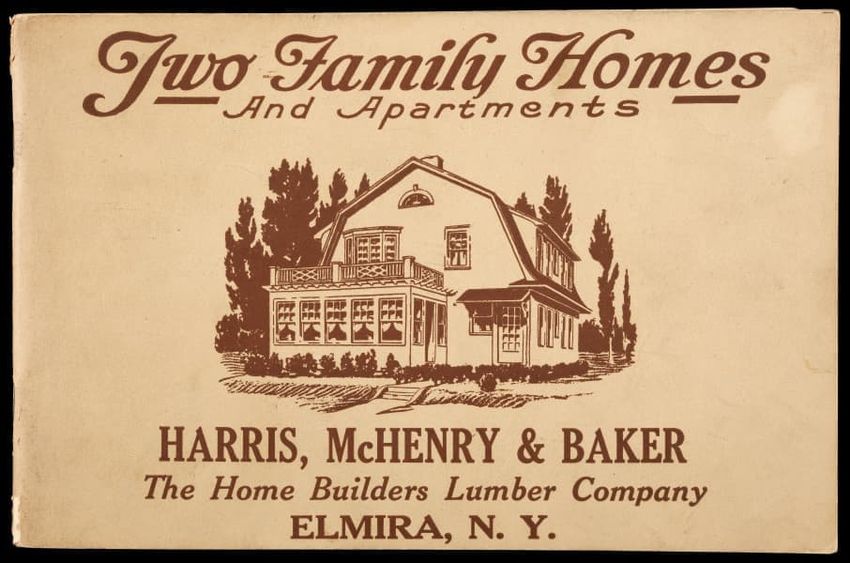 Two Family Homes
And Apartments
HARRIS, McHENRY & BAKER
The Home Builders Lumber Company
ELMIRA, N. Y.